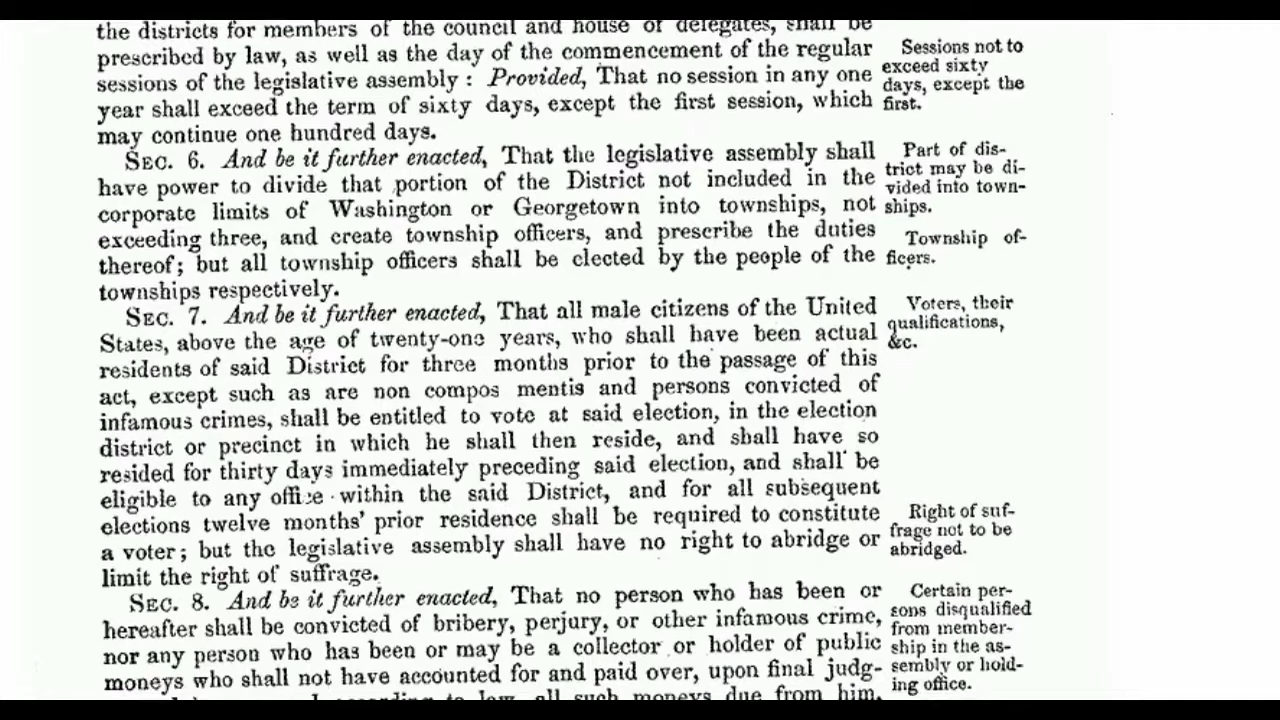 the districts for members of the council and house of delegates, shall be
prescribed by law, as well as the day of the commencement of the regular
sessions of the legislative assembly: Provided, That no session in any one
year shall exceed the term of sixty days, except the first session, which
may continue one hundred days.
Sessions not to
exceed sixty
days, except the
first.
SEC. 6. And be it further enacted, That the legislative assembly shall
have power to divide that portion of the District not included in the
corporate limits of Washington or Georgetown into townships, not
exceeding three, and create township officers, and prescribe the duties
thereof; but all township officers shall be elected by the people of the
townships respectively.
Part of dis-
trict may be di-
vided into town-
ships.
Township of-
ficers.
SEC. 7. And be it further enacted, That all male citizens of the United
States, above the age of twenty-one years, who shall have been actual
residents of said District for three months prior to the passage of this
act, except such as are non compos mentis and persons convicted of
infamous crimes, shall be entitled to vote at said election, in the election
district or precinct in which he shall then reside, and shall have so
resided for thirty days immediately preceding said election, and shall be
eligible to any office within the said District, and for all subsequent
elections twelve months' prior residence shall be required to constitute
a voter; but the legislative assembly shall have no right to abridge or
limit the right of suffrage.
Voters, their
qualifications,
&c.
Right of suf-
frage not to be
abridged.
SEC. 8. And be it further enacted, That no person who has been or
hereafter shall be convicted of bribery, perjury, or other infamous crime,
nor any person who has been or may be a collector or holder of public
moneys who shall not have accounted for and paid over, upon final judg-
according to law, all such moneys due from him,
Certain per-
sons disqualified
from member-
ship in the as-
sembly or hold-
ing office.